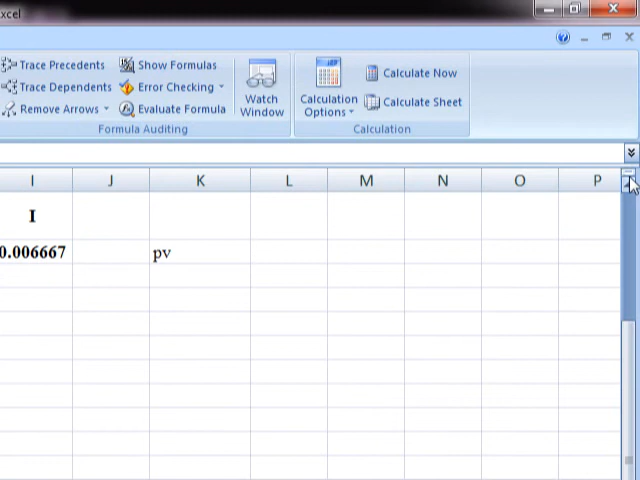 xcel
Trace Precedents
Show Formulas
Trace Dependents
Error Checking
Remove Arrows
Evaluate Formula
Watch
Window
Formula Auditing
Calculation
Options
Calculate Now
Calculate Sheet
Calculation
I J K L M N O P
I
0.006667
pv